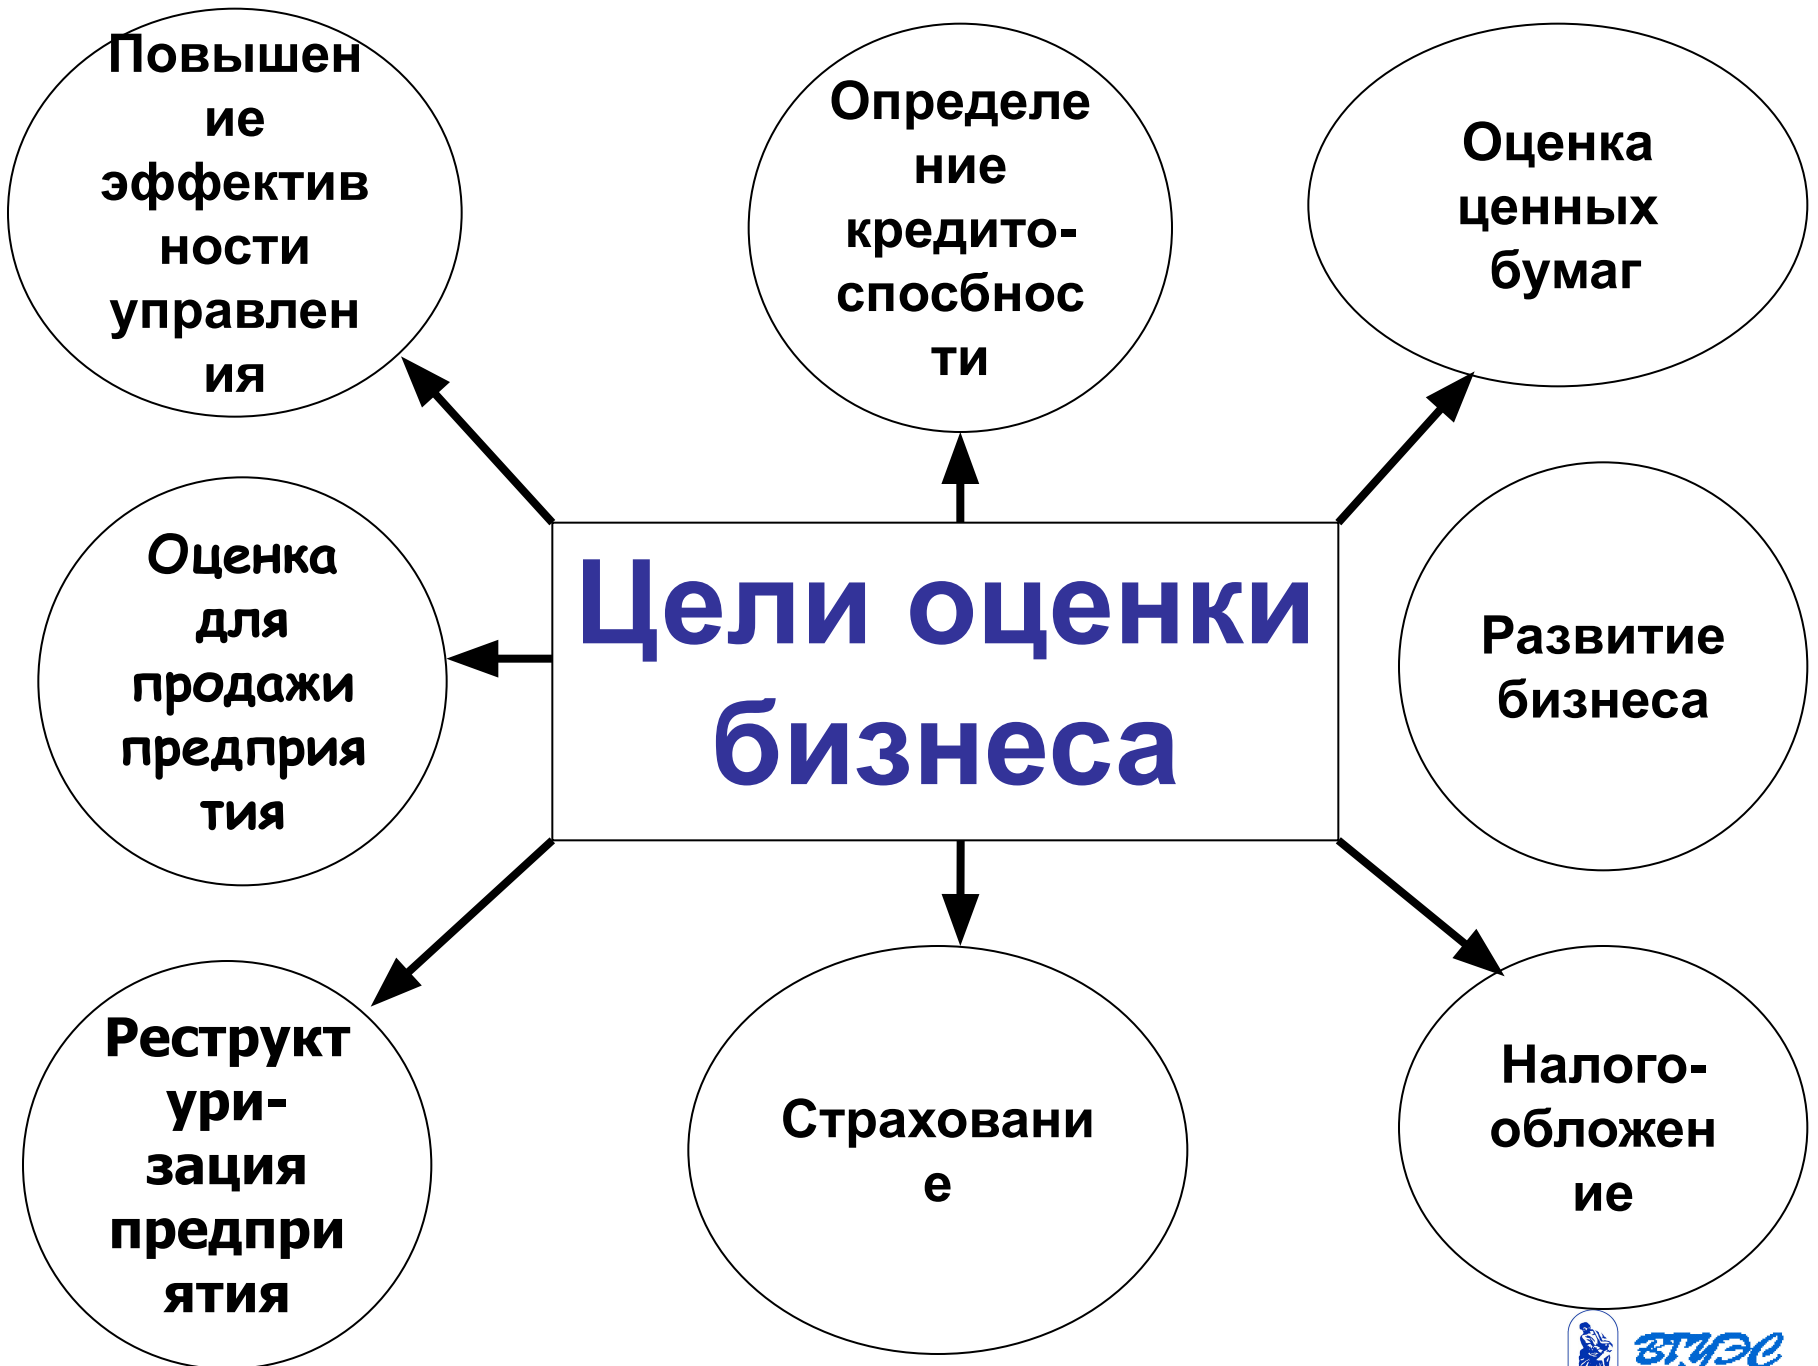 Повышен
ие
эффектив
ности
управлен
ия
Определе
ние
кредито-
спосбнос
ти
Оценка
ценных
бумаг
Оценка
для
продажи
предприя
тия
Цели оценки
бизнеса
Развитие
бизнеса
Реструкт
ури-
зация
предпри
ятия
Страховани
е
Налого-
обложен
ие
ВГУЭС